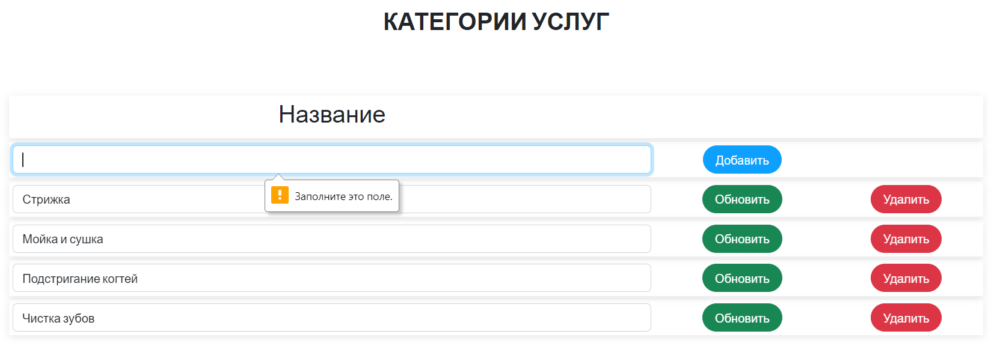 КАТЕГОРИИ УСЛУГ
Название
Добавить
Заполните это поле.
Стрижка Обновить Удалить
Мойка и сушка Обновить Удалить
Подстригание когтей Обновить Удалить
Чистка зубов Обновить Удалить